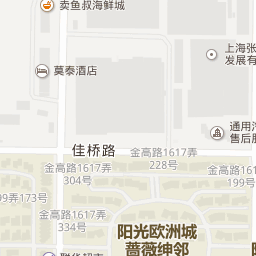 卖鱼叔海鲜城
上海张
发展有
莫泰酒店
通用汽
售后服
佳桥路
金高路1617弄
228号
金高路1617弄
304号
金高路1617
199号
99弄173号
金高路1617弄
334号
阳光欧洲城
蔷薇绅邻